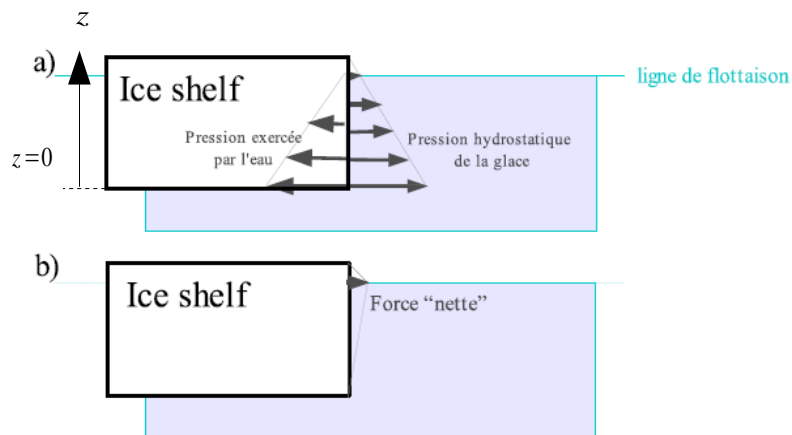 z
a)
ligne de flottaison
Ice shelf
Pression exercée
par l'eau
Pression hydrostatique
de la glace
z=0
b)
Ice shelf
Force “nette”